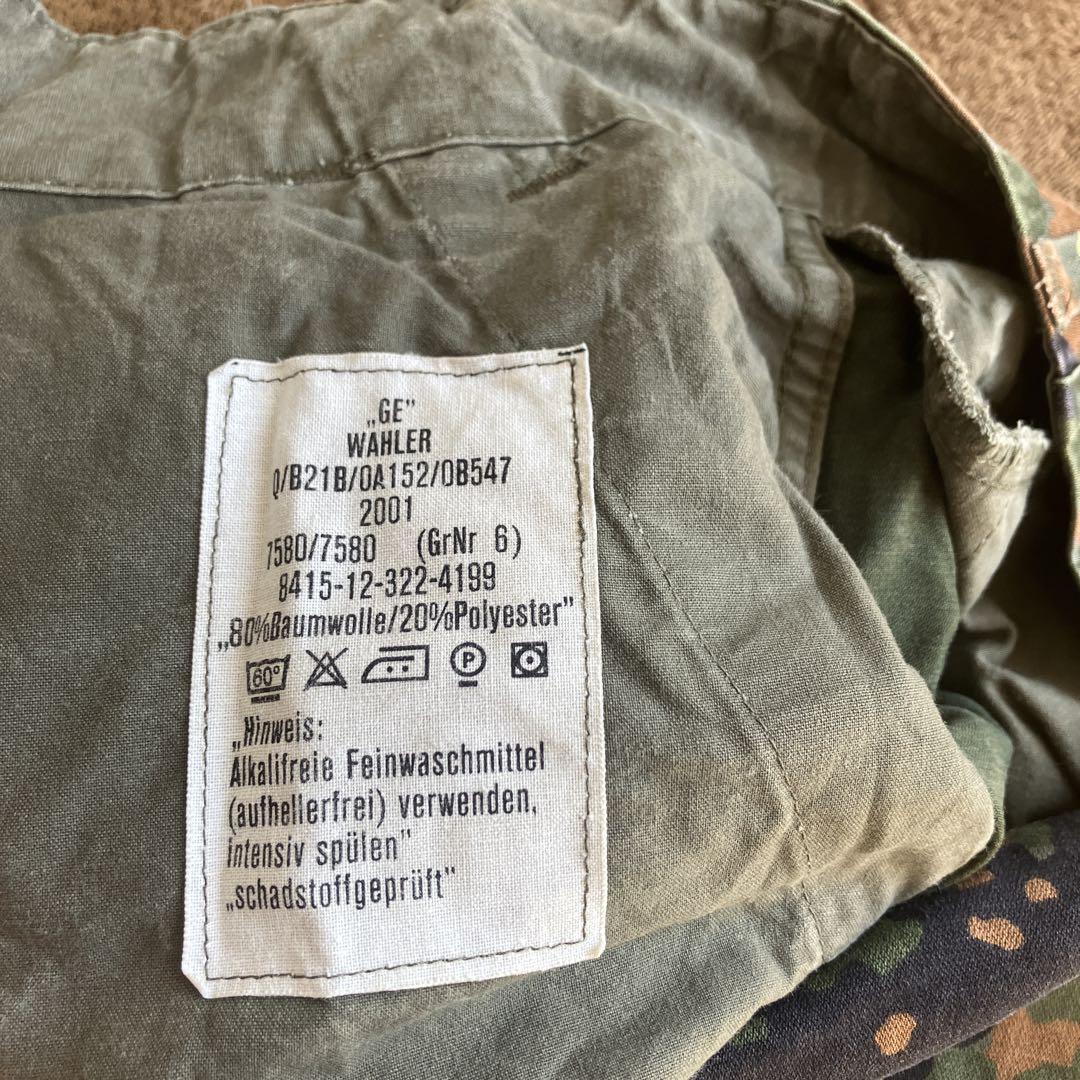 „GE"
WAHLER
Q/B21B/0A152/0B547
2001
7580/7580 (GrNr 6)
8415-12-322-4199
„80%Baumwolle/20%Polyester"
60° P
„Hinweis:
Alkalifreie Feinwaschmittel
(aufhellerfrei) verwenden,
intensiv spülen"
„schadstoffgeprüft"